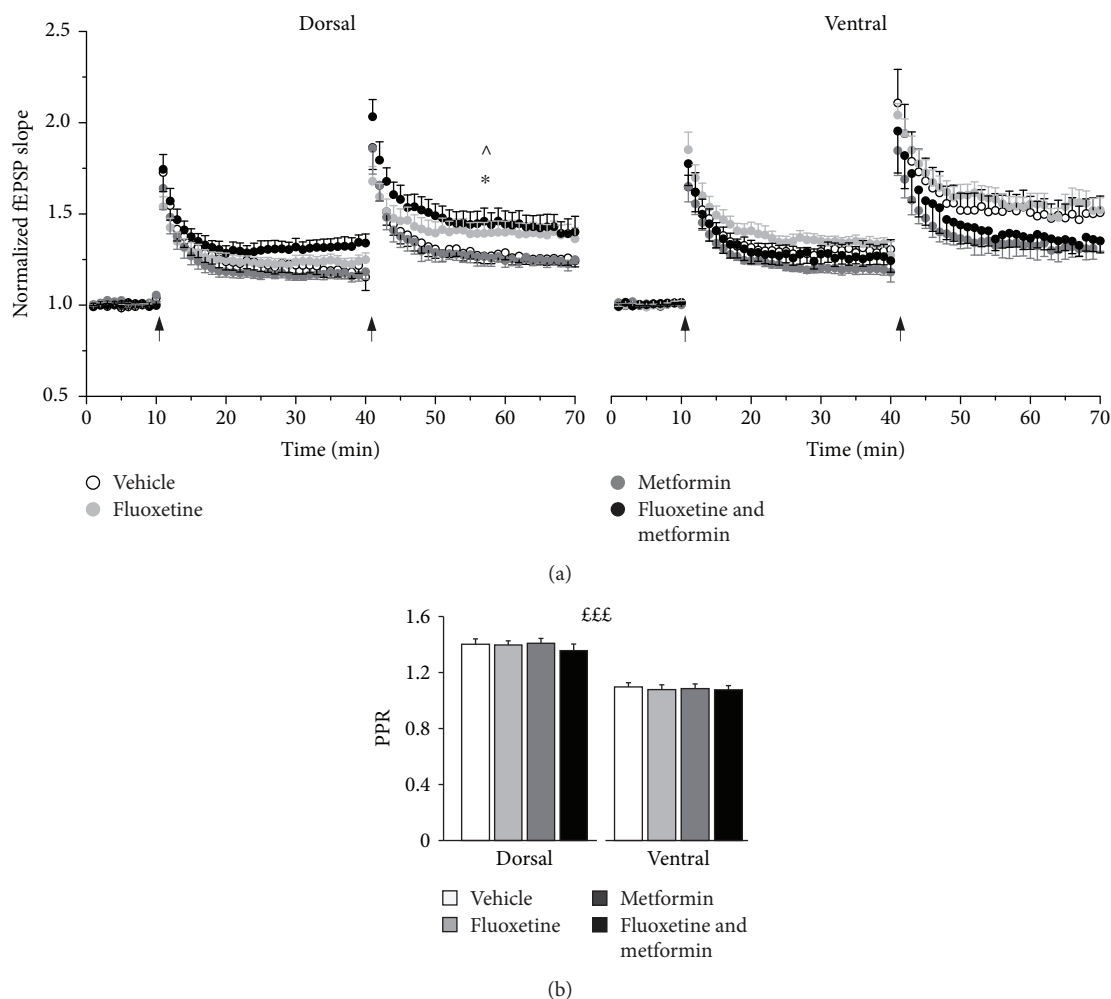 Dorsal
Ventral
Normalized fEPSP slope
2.5
2.0
1.5
1.0
0.5
^
*
0 10 20 30 40 50 60 70
0 10 20 30 40 50 60 70
Time (min)
Time (min)
Vehicle
Fluoxetine
Metformin
Fluoxetine and
metformin
(a)
PPR
1.6
1.2
0.8
0.4
0
£££
Dorsal
Ventral
Vehicle
Fluoxetine
Metformin
Fluoxetine and
metformin
(b)